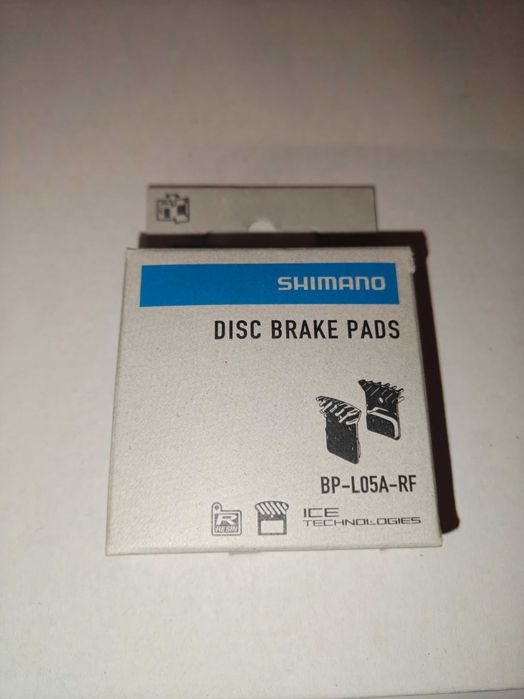 SHIMANO
DISC BRAKE PADS
BP-L05A-RF
R
RESIN
ICE
TECHNOLOGIES